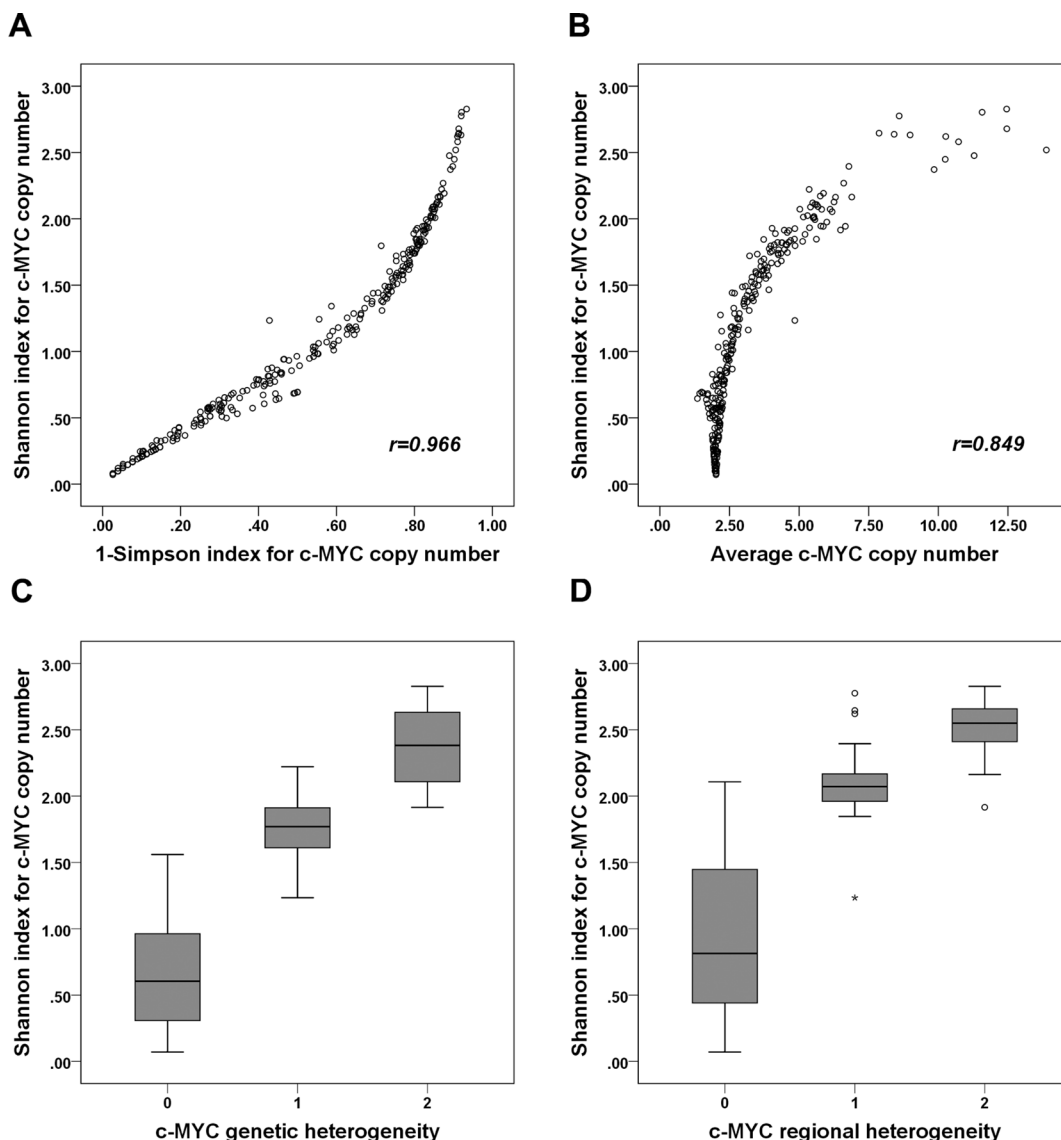 A
Shannon index for c-MYC copy number
3.00
2.50
2.00
1.50
1.00
.50
.00
r=0.966
.00 .20 .40 .60 .80 1.00
1-Simpson index for c-MYC copy number
B
Shannon index for c-MYC copy number
3.00
2.50
2.00
1.50
1.00
.50
.00
r=0.849
.00 2.50 5.00 7.50 10.00 12.50
Average c-MYC copy number
C
Shannon index for c-MYC copy number
3.00
2.50
2.00
1.50
1.00
.50
.00
0 1 2
c-MYC genetic heterogeneity
D
Shannon index for c-MYC copy number
3.00
2.50
2.00
1.50
1.00
.50
.00
*
0 1 2
c-MYC regional heterogeneity